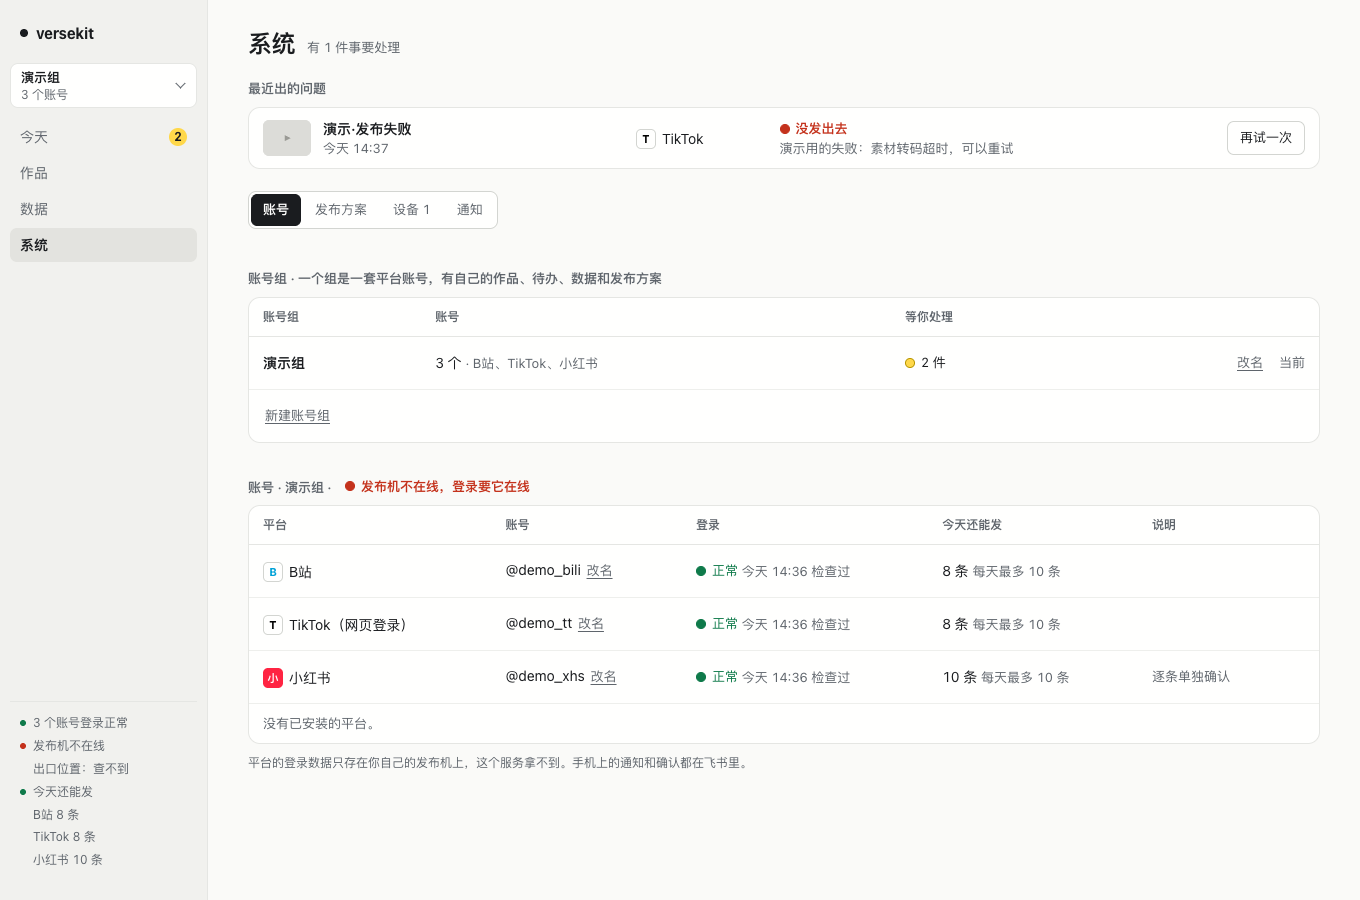 versekit
演示组
3 个账号
今天 2
作品
数据
系统
3 个账号登录正常
发布机不在线
出口位置：查不到
今天还能发
B站 8 条
TikTok 8 条
小红书 10 条
系统 有 1 件事要处理
最近出的问题
演示·发布失败
今天 14:37
T TikTok
没发出去
演示用的失败：素材转码超时，可以重试
再试一次
账号 发布方案 设备 1 通知
账号组 · 一个组是一套平台账号，有自己的作品、待办、数据和发布方案
账号组 账号 等你处理
演示组 3 个 · B站、TikTok、小红书 2 件 改名 当前
新建账号组
账号 · 演示组 · 发布机不在线，登录要它在线
平台 账号 登录 今天还能发 说明
B B站 @demo_bili 改名 正常 今天 14:36 检查过 8 条 每天最多 10 条
T TikTok（网页登录） @demo_tt 改名 正常 今天 14:36 检查过 8 条 每天最多 10 条
小 小红书 @demo_xhs 改名 正常 今天 14:36 检查过 10 条 每天最多 10 条 逐条单独确认
没有已安装的平台。
平台的登录数据只存在你自己的发布机上，这个服务拿不到。手机上的通知和确认都在飞书里。